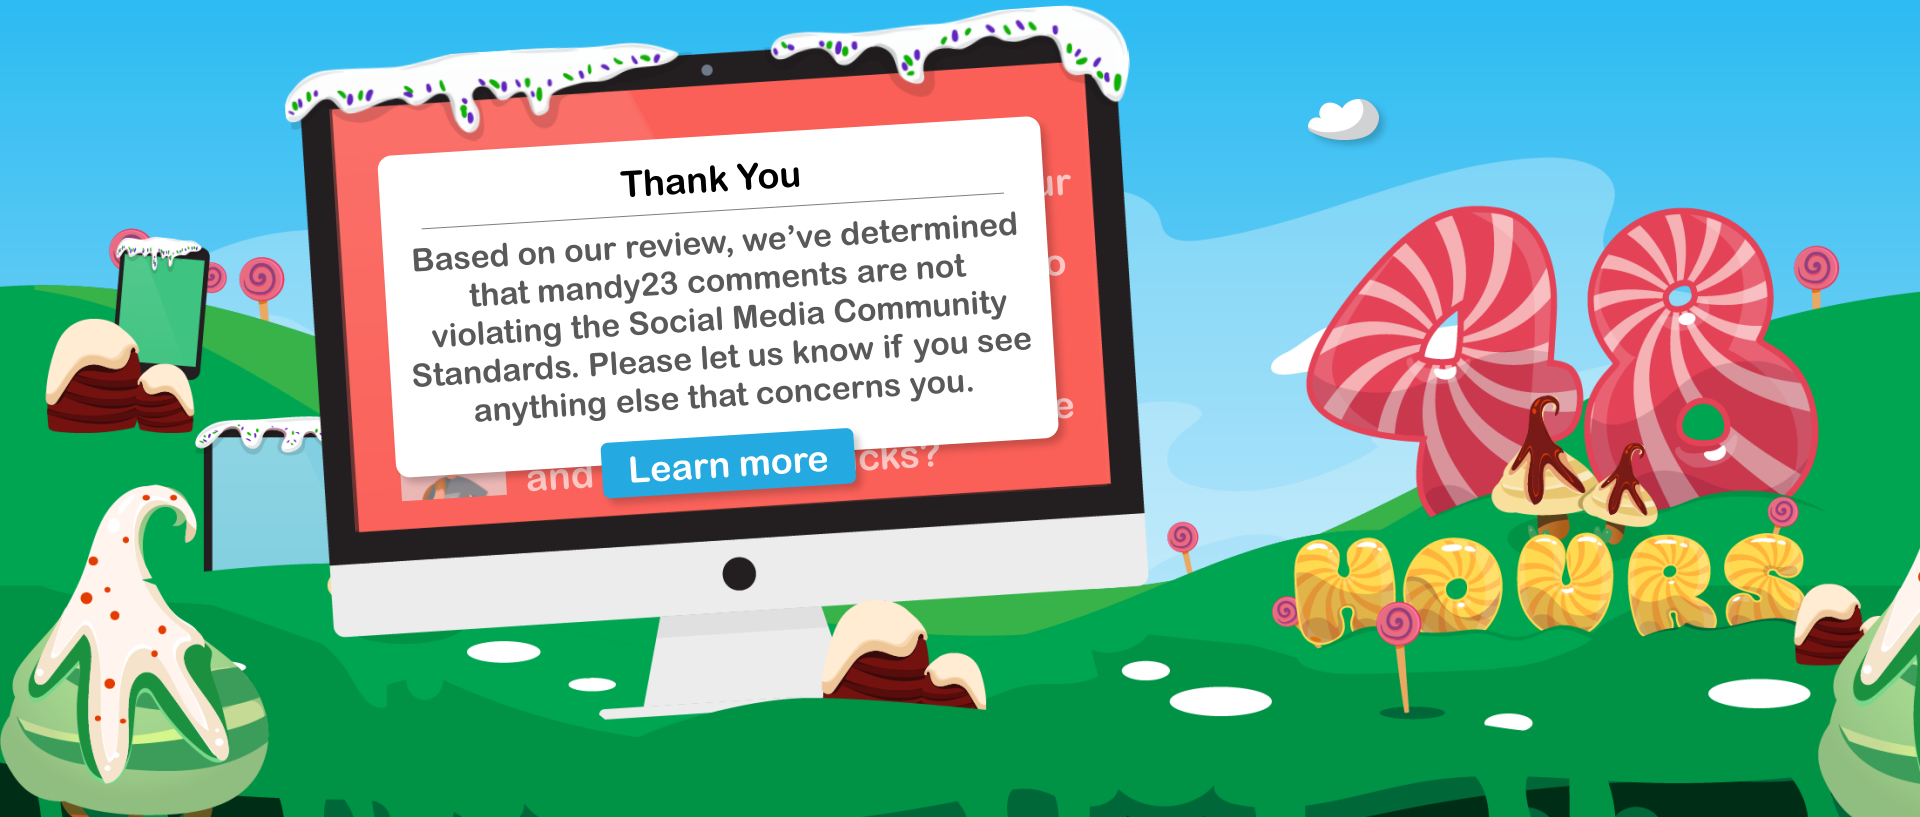 Thank You
Based on our review, we've determined
that mandy23 comments are not
violating the Social Media Community
Standards. Please let us know if you see
anything else that concerns you.
and
Learn more
48
HOURS